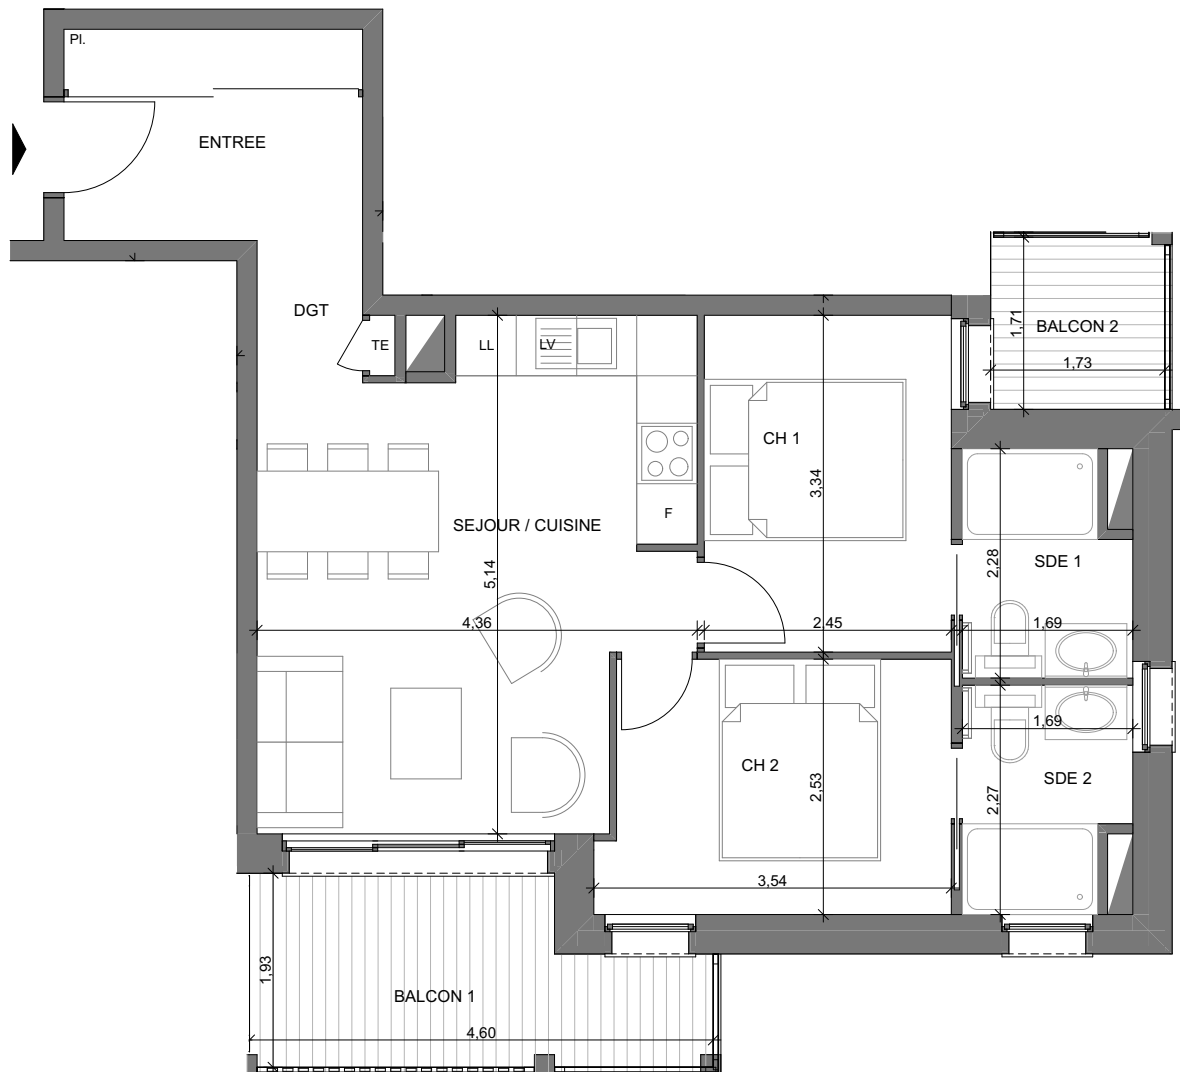 Pl.
ENTREE
DGT
TE
LL
LV
F
BALCON 2
1,71
1,73
CH 1
3,34
SEJOUR / CUISINE
5,14
4,36
2,45
SDE 1
2,28
1,69
1,69
CH 2
2,53
SDE 2
2,27
3,54
1,93
BALCON 1
4,60